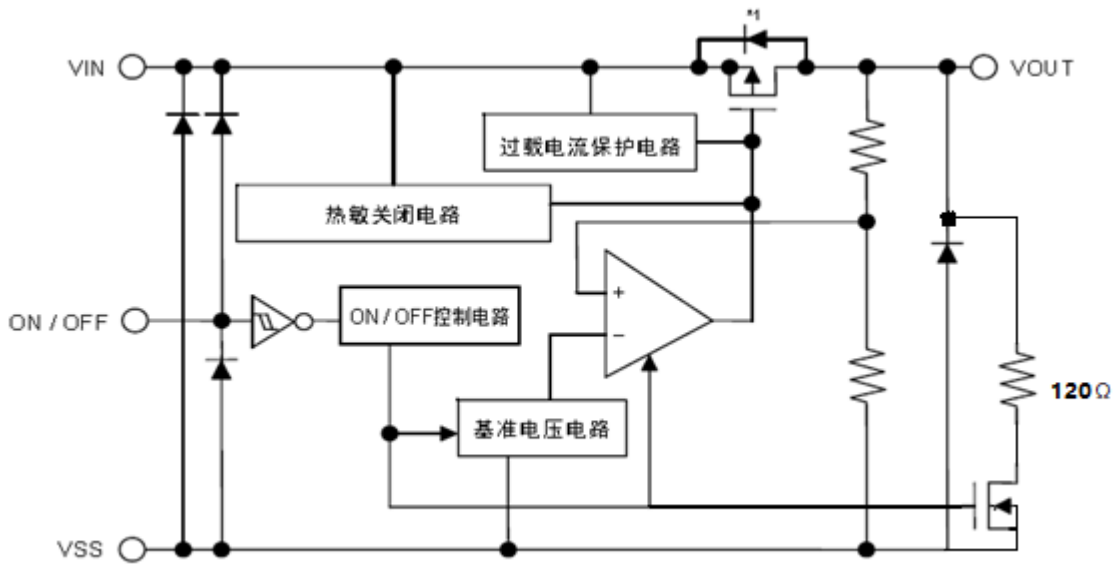 *1
VIN
VOUT
过载电流保护电路
热敏关闭电路
ON / OFF
ON / OFF控制电路
+
−
120Ω
基准电压电路
VSS